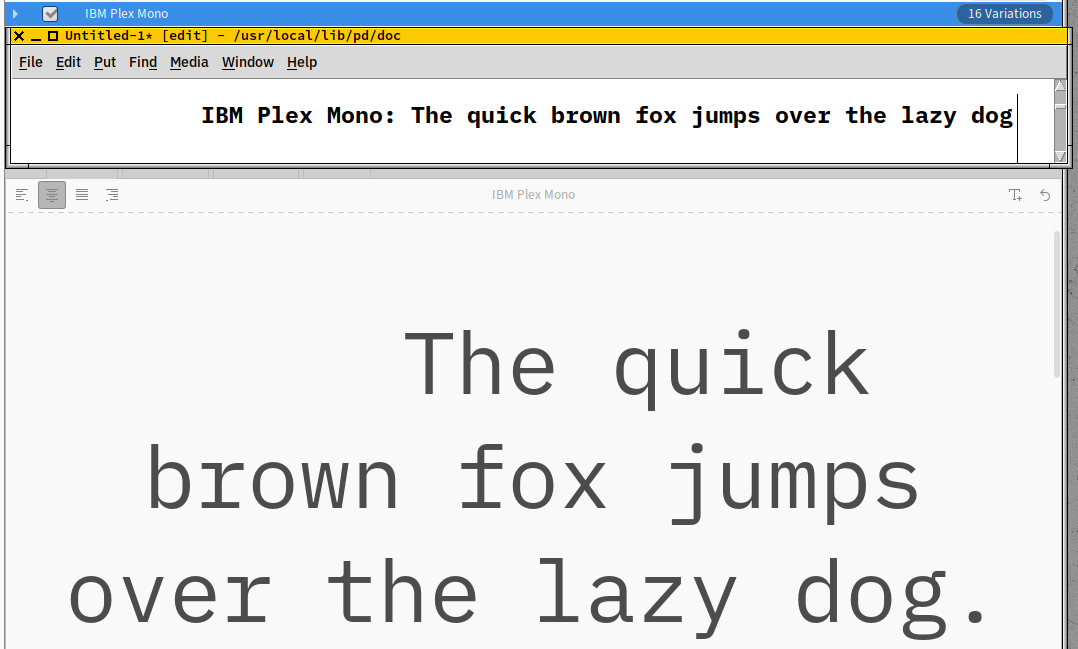 IBM Plex Mono 16 Variations
Untitled-1* [edit] - /usr/local/lib/pd/doc
File Edit Put Find Media Window Help
IBM Plex Mono: The quick brown fox jumps over the lazy dog
IBM Plex Mono
The quick
brown fox jumps
over the lazy dog.